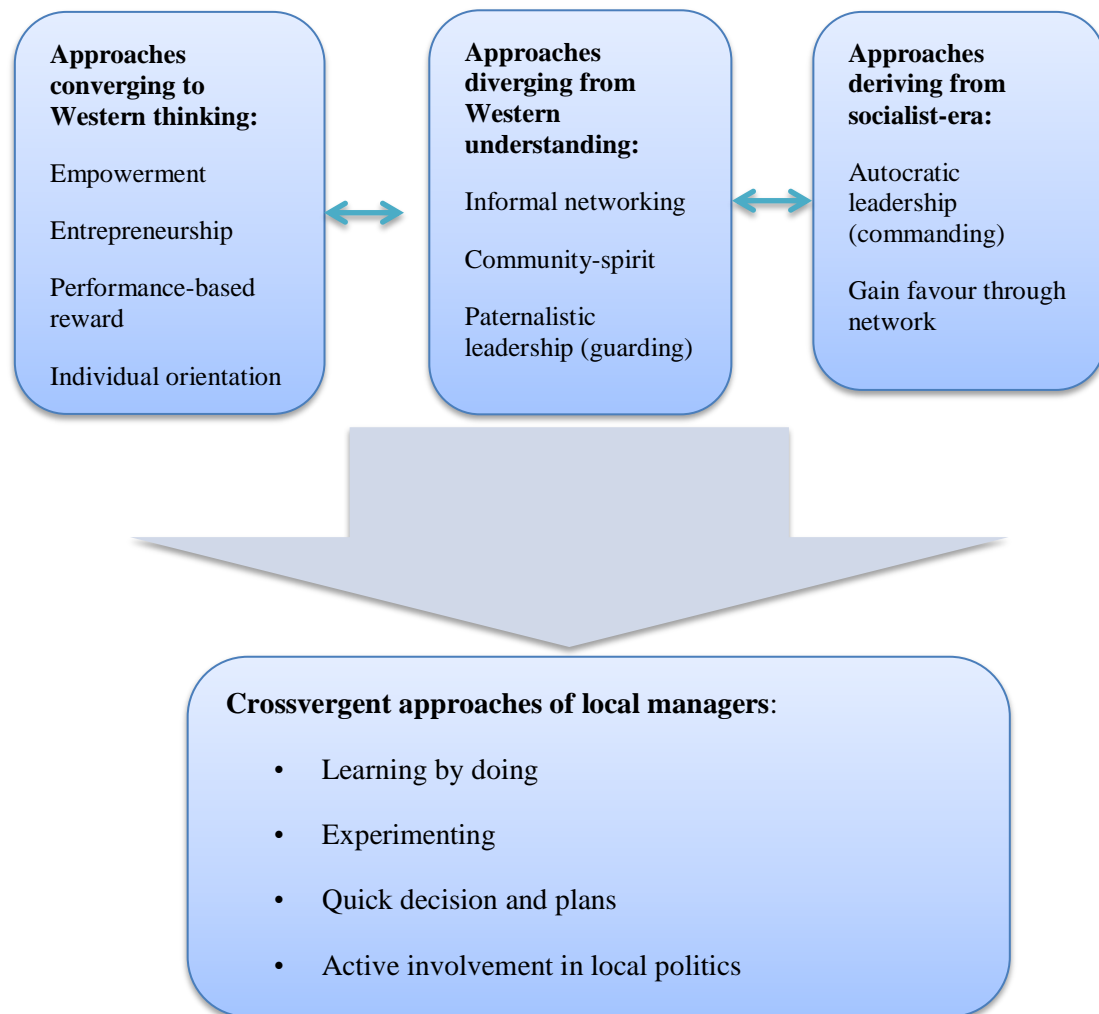 Approaches
converging to
Western thinking:
Empowerment
Entrepreneurship
Performance-based
reward
Individual orientation
Approaches
diverging from
Western
understanding:
Informal networking
Community-spirit
Paternalistic
leadership (guarding)
Approaches
deriving from
socialist-era:
Autocratic
leadership
(commanding)
Gain favour through
network
Crossvergent approaches of local managers:
• Learning by doing
• Experimenting
• Quick decision and plans
• Active involvement in local politics